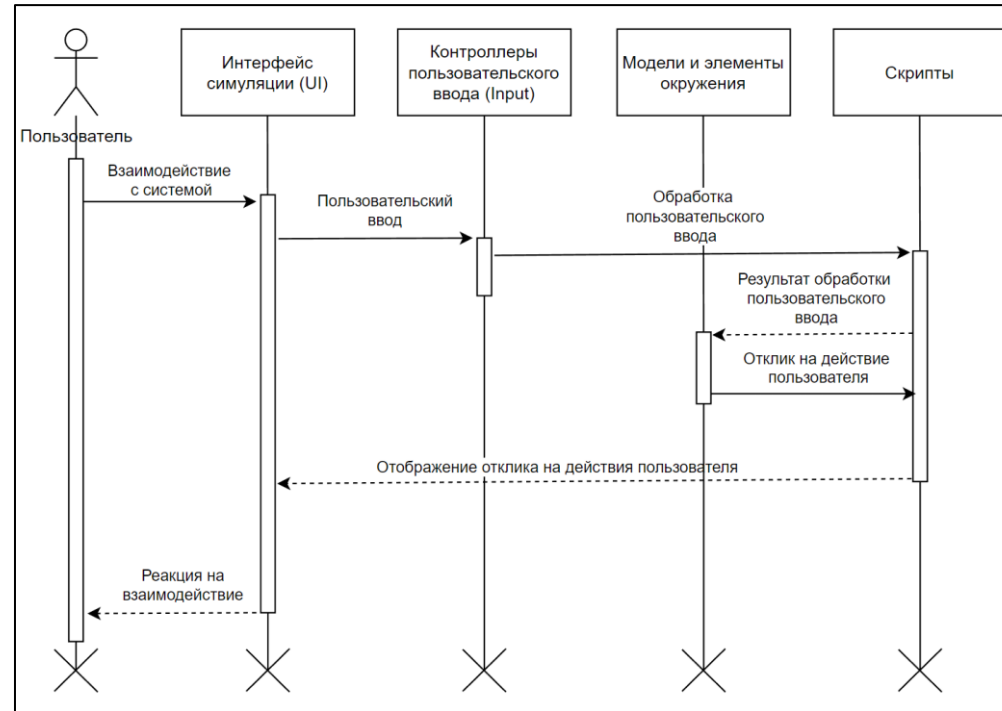 Интерфейс
симуляции (UI)
Контроллеры
пользовательского
ввода (Input)
Модели и элементы
окружения
Скрипты
Пользователь
Взаимодействие
с системой
Пользовательский
ввод
Обработка
пользовательского
ввода
Результат обработки
пользовательского
ввода
Отклик на действие
пользователя
Отображение отклика на действия пользователя
Реакция на
взаимодействие